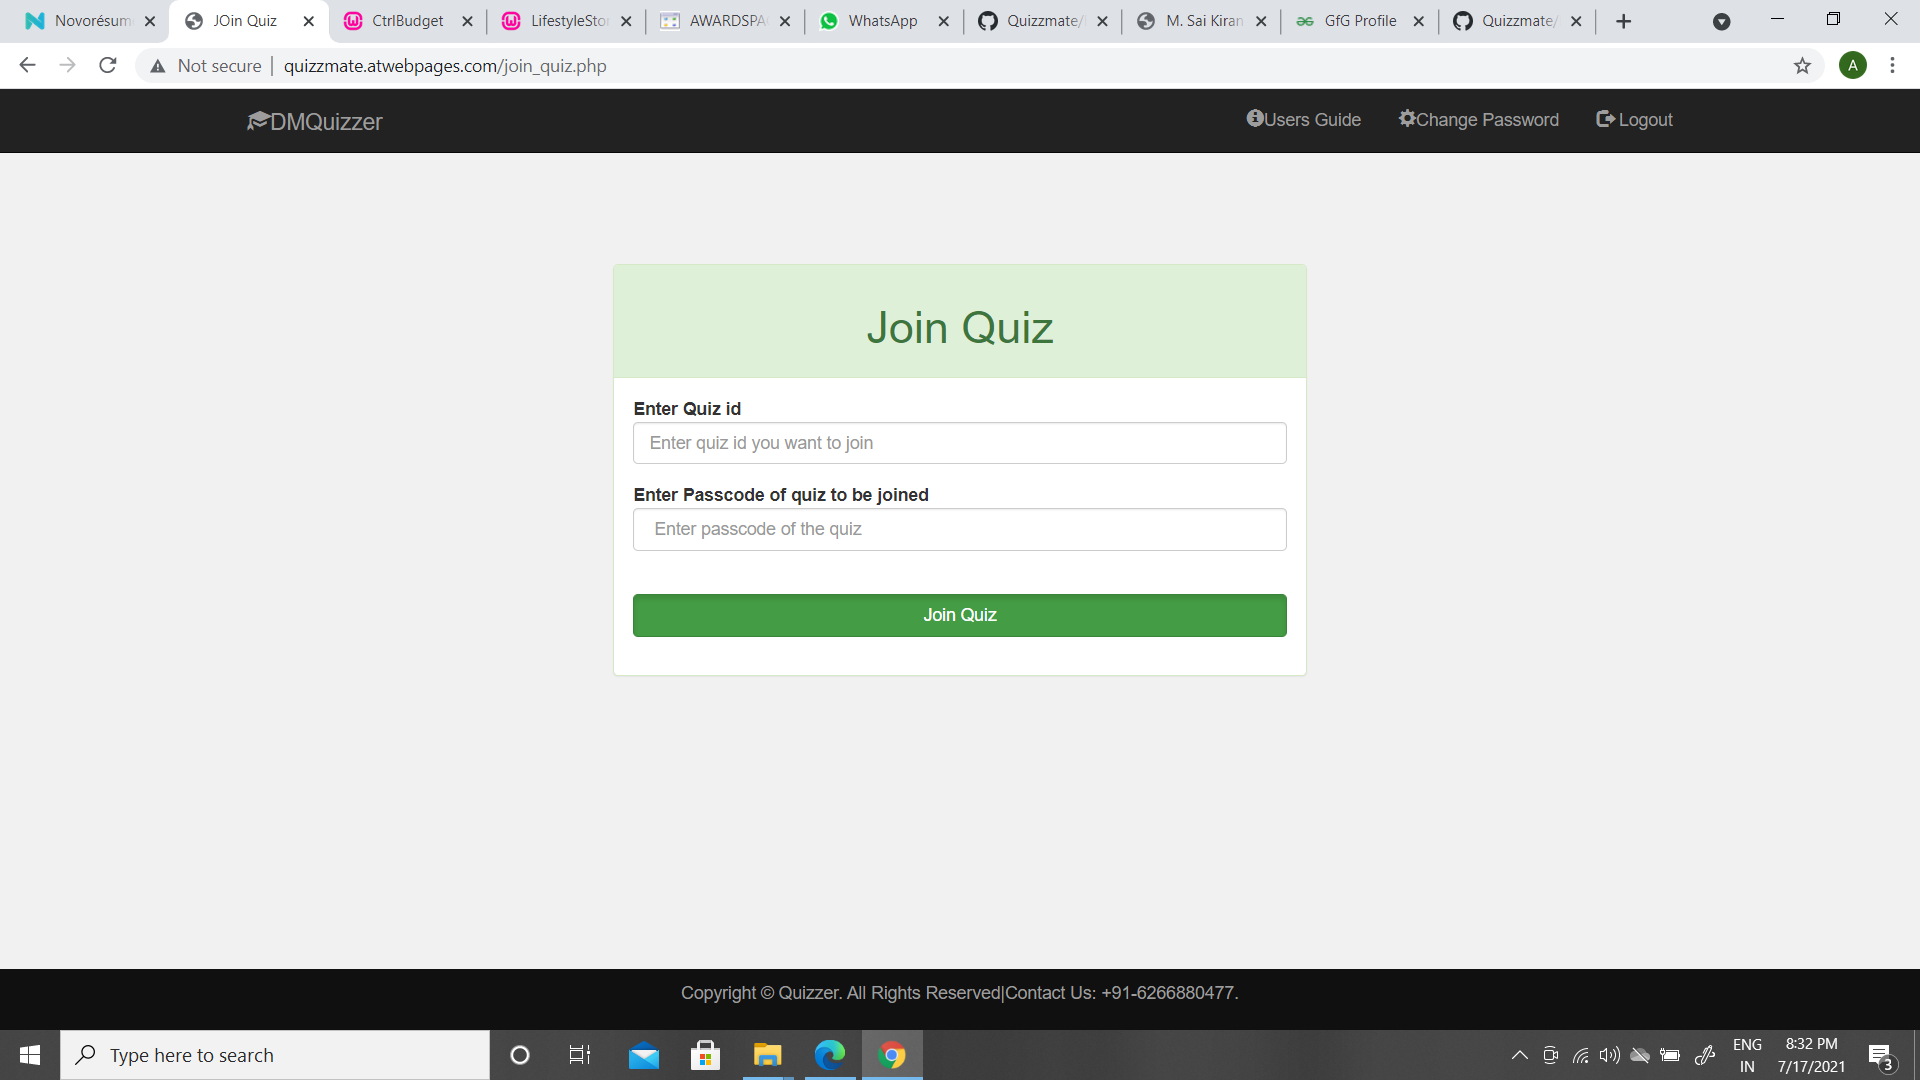 Novorésum
JOin Quiz
CtrlBudget
LifestyleSto
AWARDSPA
WhatsApp
Quizzmate/
M. Sai Kiran
GfG Profile
Quizzmate/
Not secure | quizzmate.atwebpages.com/join_quiz.php
A
DMQuizzer
Users Guide
Change Password
Logout
Join Quiz
Enter Quiz id
Enter quiz id you want to join
Enter Passcode of quiz to be joined
Enter passcode of the quiz
Join Quiz
Copyright © Quizzer. All Rights Reserved|Contact Us: +91-6266880477.
Type here to search
ENG
IN
8:32 PM
7/17/2021
3